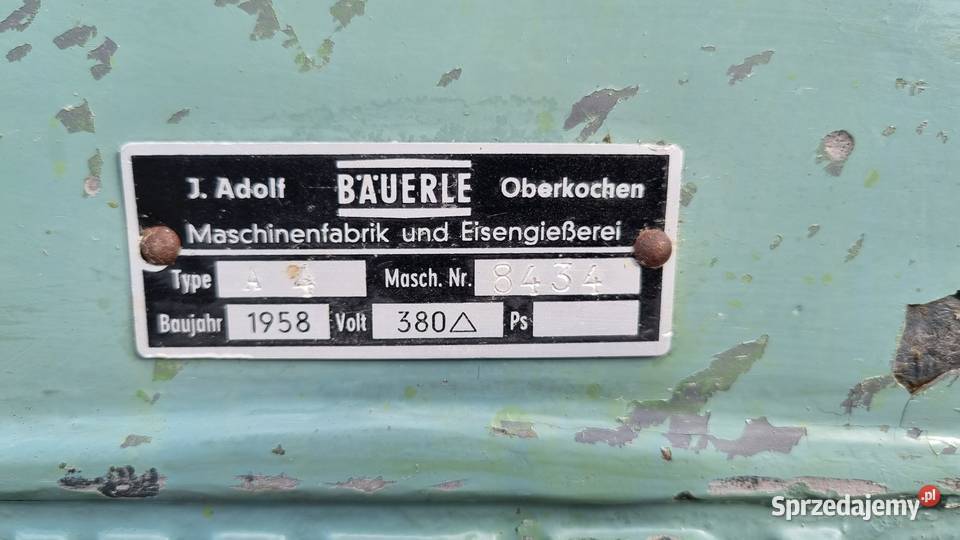 J. Adolf BÄUERLE Oberkochen
Maschinenfabrik und Eisengießerei
Type A 4 Masch. Nr. 8434
Baujahr 1958 Volt 380△ Ps
Sprzedajemy.pl